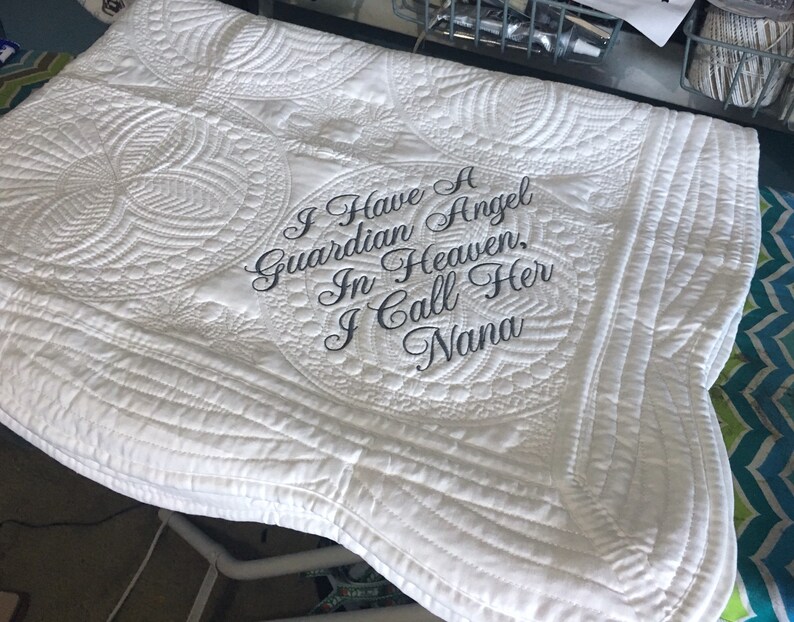 I Have A
Guardian Angel
In Heaven,
I Call Her
Nana